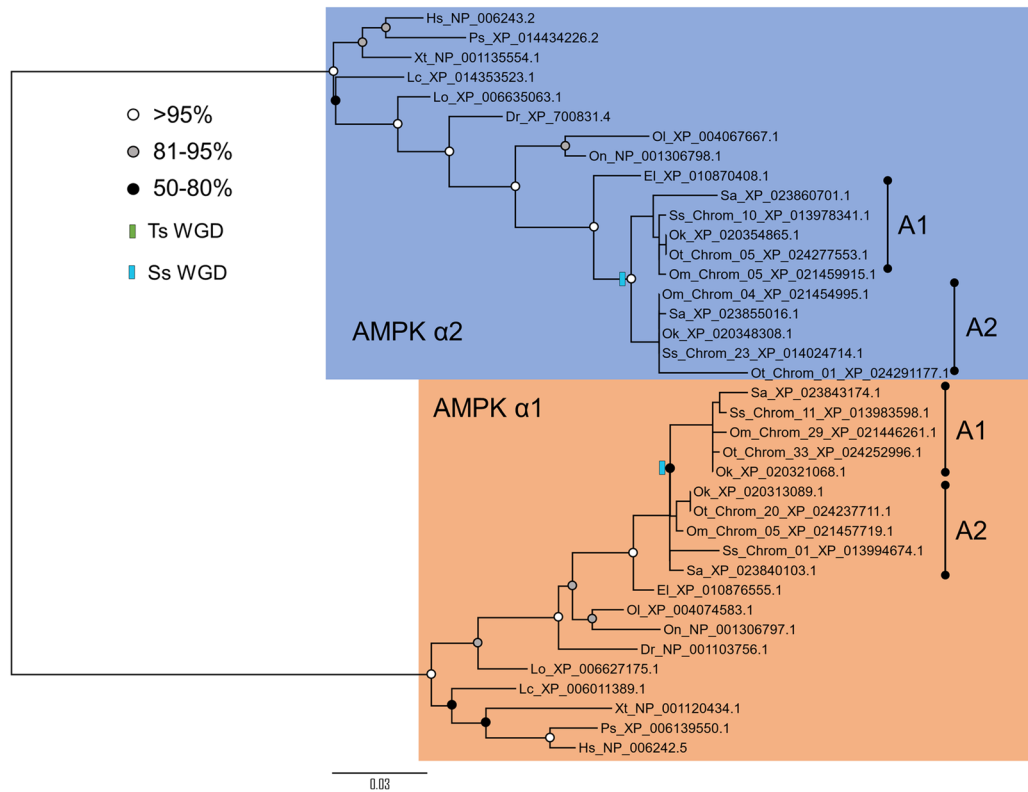 Hs_NP_006243.2
Ps_XP_014434226.2
Xt_NP_001135554.1
Lc_XP_014353523.1
Lo_XP_006635063.1
Dr_XP_700831.4
Ol_XP_004067667.1
On_NP_001306798.1
El_XP_010870408.1
Sa_XP_023860701.1
Ss_Chrom_10_XP_013978341.1
Ok_XP_020354865.1
Ot_Chrom_05_XP_024277553.1
Om_Chrom_05_XP_021459915.1
A1
Om_Chrom_04_XP_021454995.1
Sa_XP_023855016.1
Ok_XP_020348308.1
Ss_Chrom_23_XP_014024714.1
Ot_Chrom_01_XP_024291177.1
A2
AMPK α2
>95%
81-95%
50-80%
Ts WGD
Ss WGD
AMPK α1
Sa_XP_023843174.1
Ss_Chrom_11_XP_013983598.1
Om_Chrom_29_XP_021446261.1
Ot_Chrom_33_XP_024252996.1
Ok_XP_020321068.1
A1
Ok_XP_020313089.1
Ot_Chrom_20_XP_024237711.1
Om_Chrom_05_XP_021457719.1
Ss_Chrom_01_XP_013994674.1
Sa_XP_023840103.1
A2
El_XP_010876555.1
Ol_XP_004074583.1
On_NP_001306797.1
Dr_NP_001103756.1
Lo_XP_006627175.1
Lc_XP_006011389.1
Xt_NP_001120434.1
Ps_XP_006139550.1
Hs_NP_006242.5
0.03